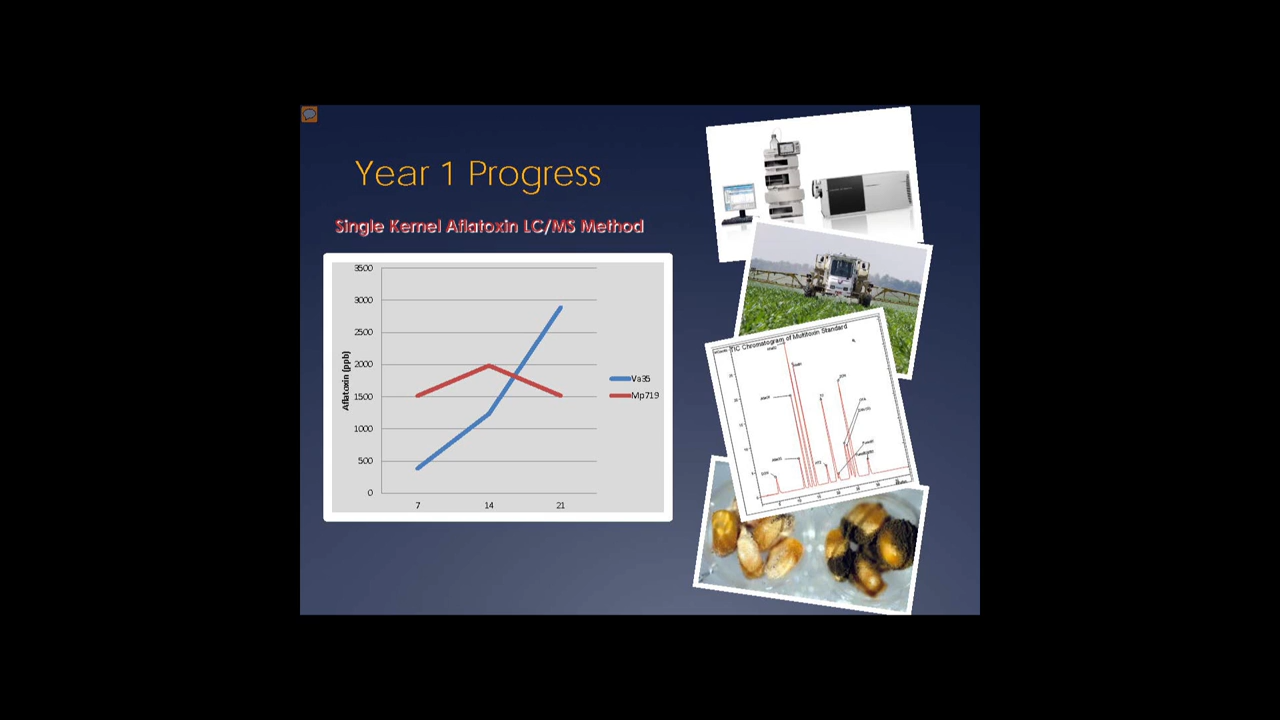 Year 1 Progress
Single Kernel Aflatoxin LC/MS Method
3500
3000
2500
2000
1500
1000
500
0
Aflatoxin (ppb)
7 14 21
Va35
Mp719
TIC Chromatogram of Multitoxin Standard